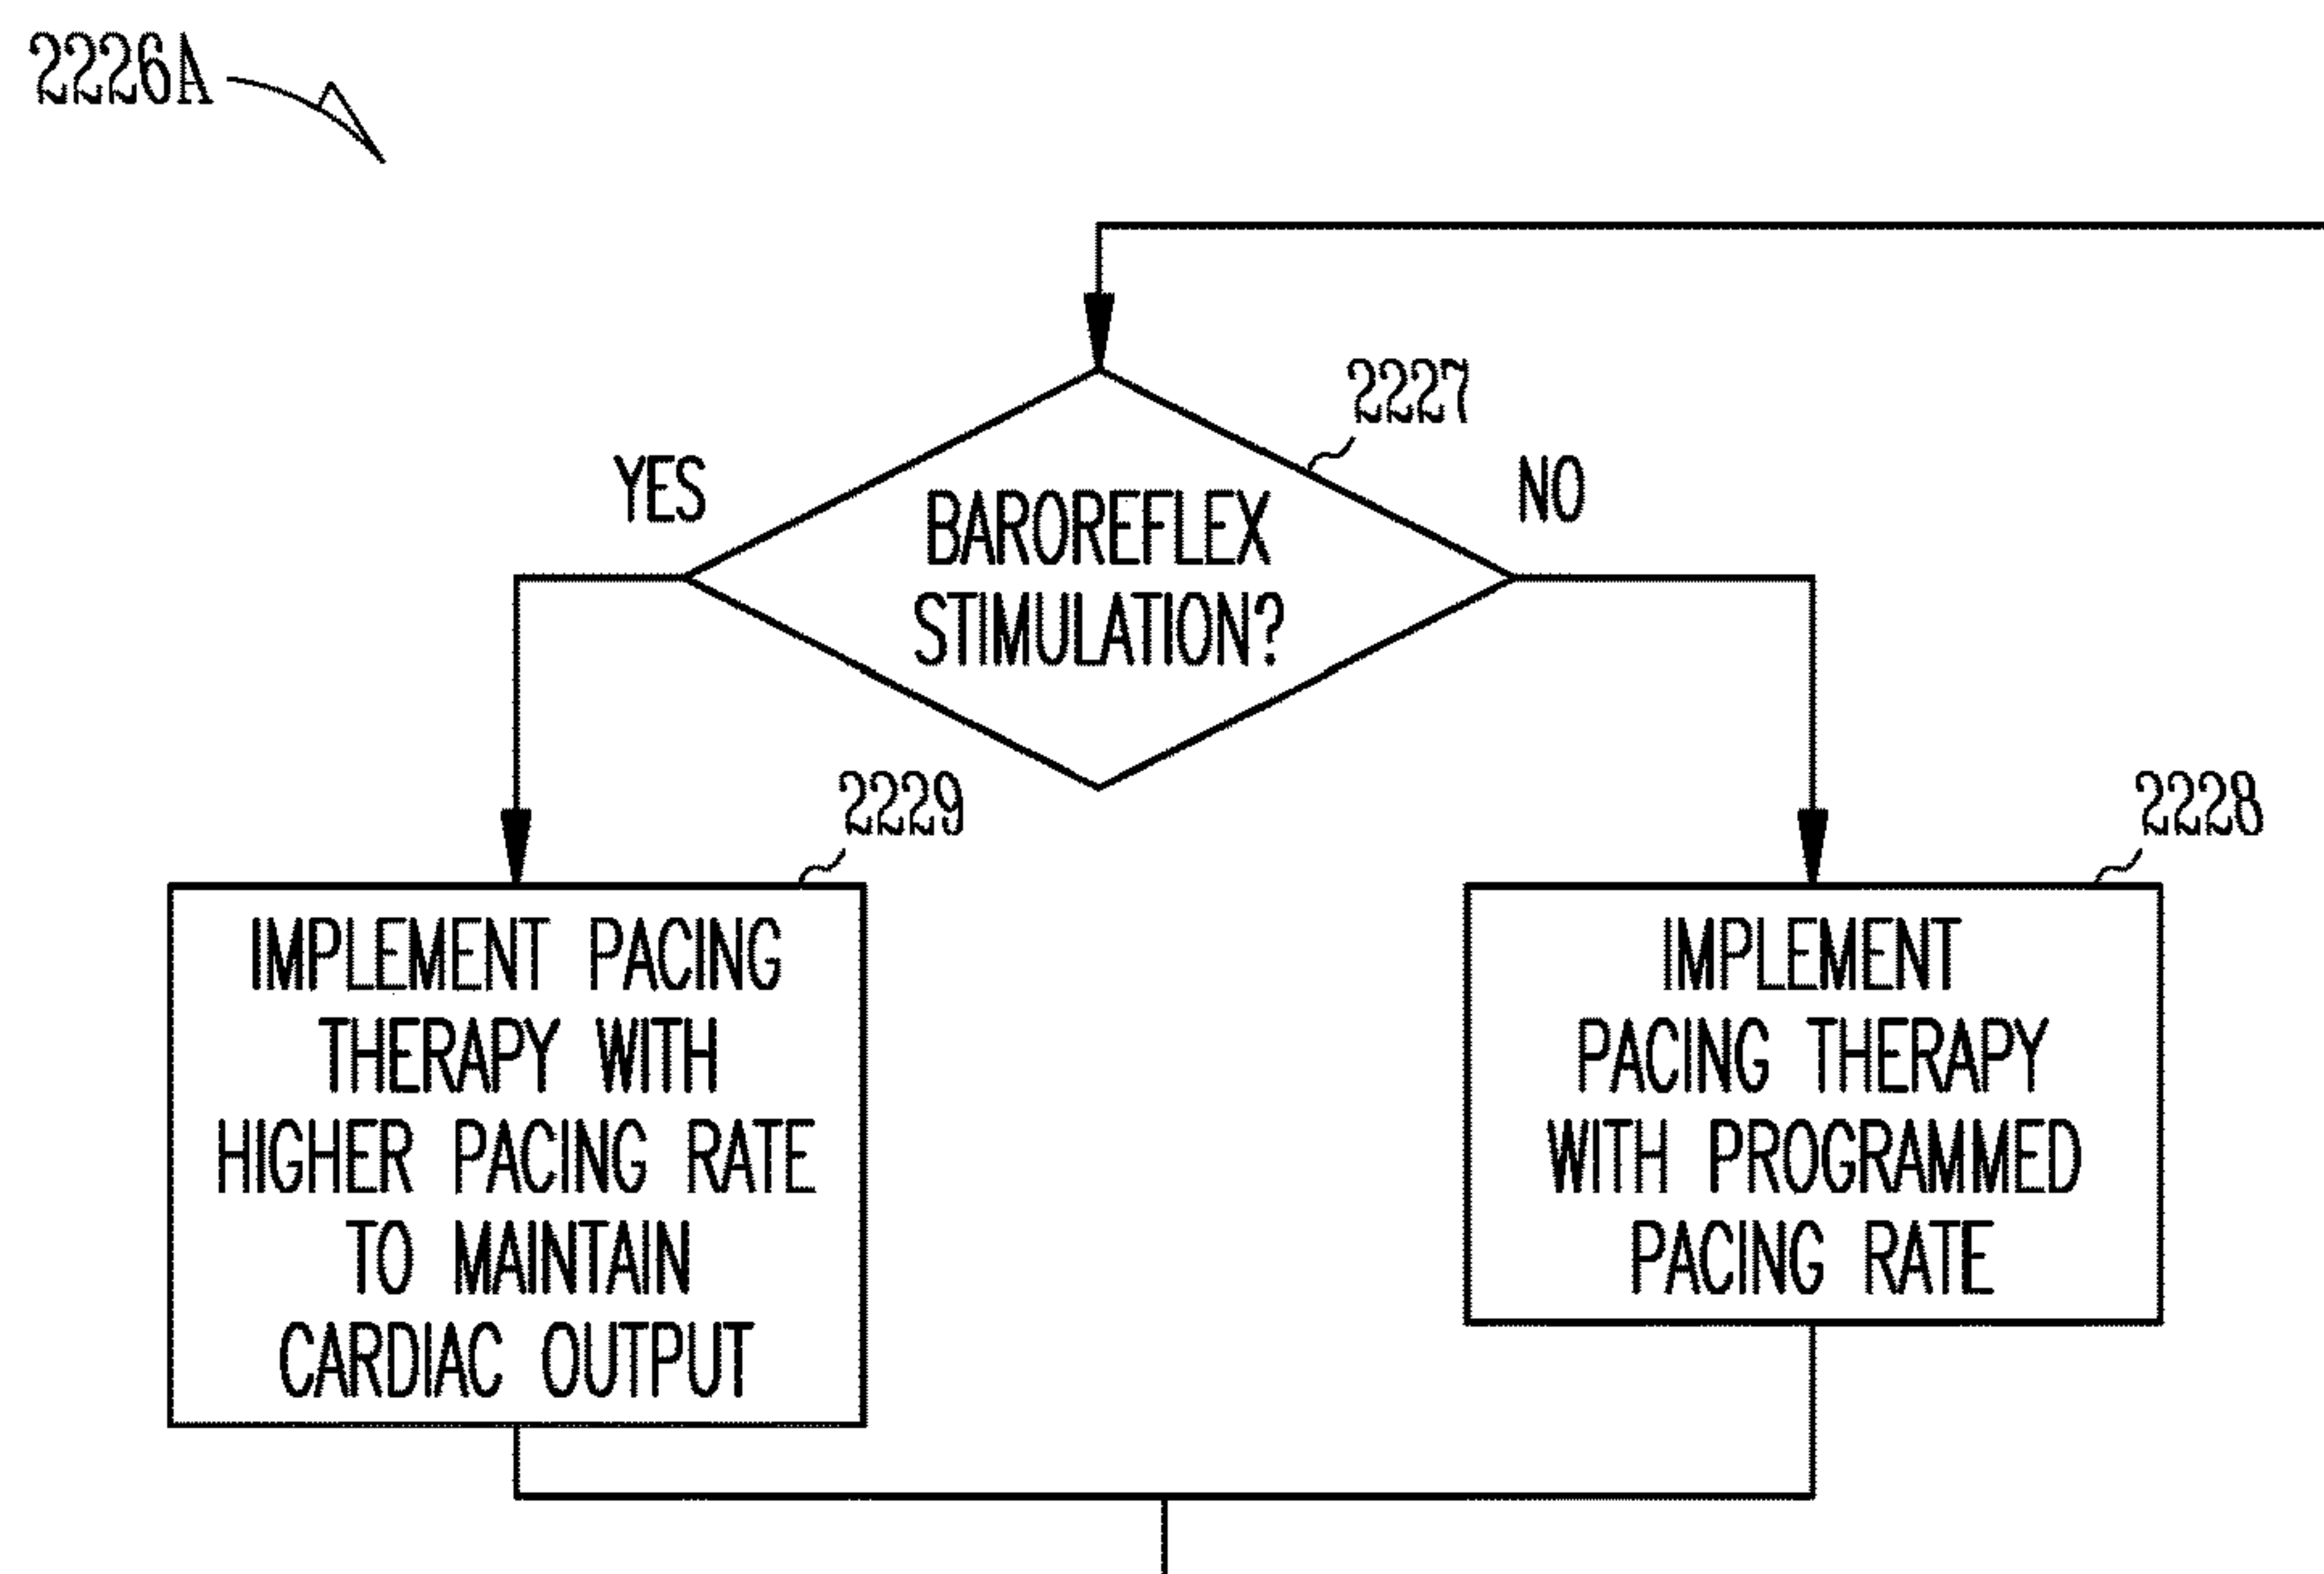 2226A
2227
YES
NO
BAROREFLEX
STIMULATION?
2229
2228
IMPLEMENT PACING
THERAPY WITH
HIGHER PACING RATE
TO MAINTAIN
CARDIAC OUTPUT
IMPLEMENT
PACING THERAPY
WITH PROGRAMMED
PACING RATE